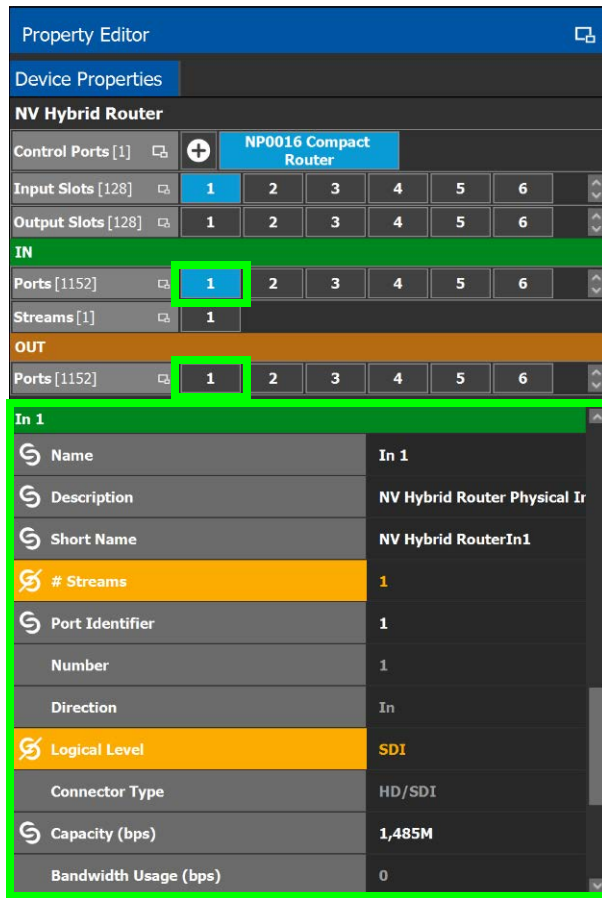 Property Editor
Device Properties
NV Hybrid Router
Control Ports [1] NP0016 Compact Router
Input Slots [128] 1 2 3 4 5 6
Output Slots [128] 1 2 3 4 5 6
IN
Ports [1152] 1 2 3 4 5 6
Streams [1] 1
OUT
Ports [1152] 1 2 3 4 5 6
In 1
Name In 1
Description NV Hybrid Router Physical In
Short Name NV Hybrid RouterIn1
# Streams 1
Port Identifier 1
Number 1
Direction In
Logical Level SDI
Connector Type HD/SDI
Capacity (bps) 1,485M
Bandwidth Usage (bps) 0